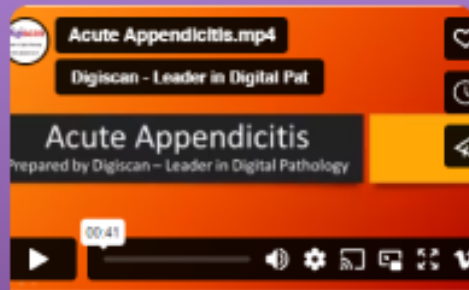 Acute Appendicitis.mp4
Digiscan - Leader in Digital Pat
Acute Appendicitis
Prepared by Digiscan – Leader in Digital Pathology
00:41